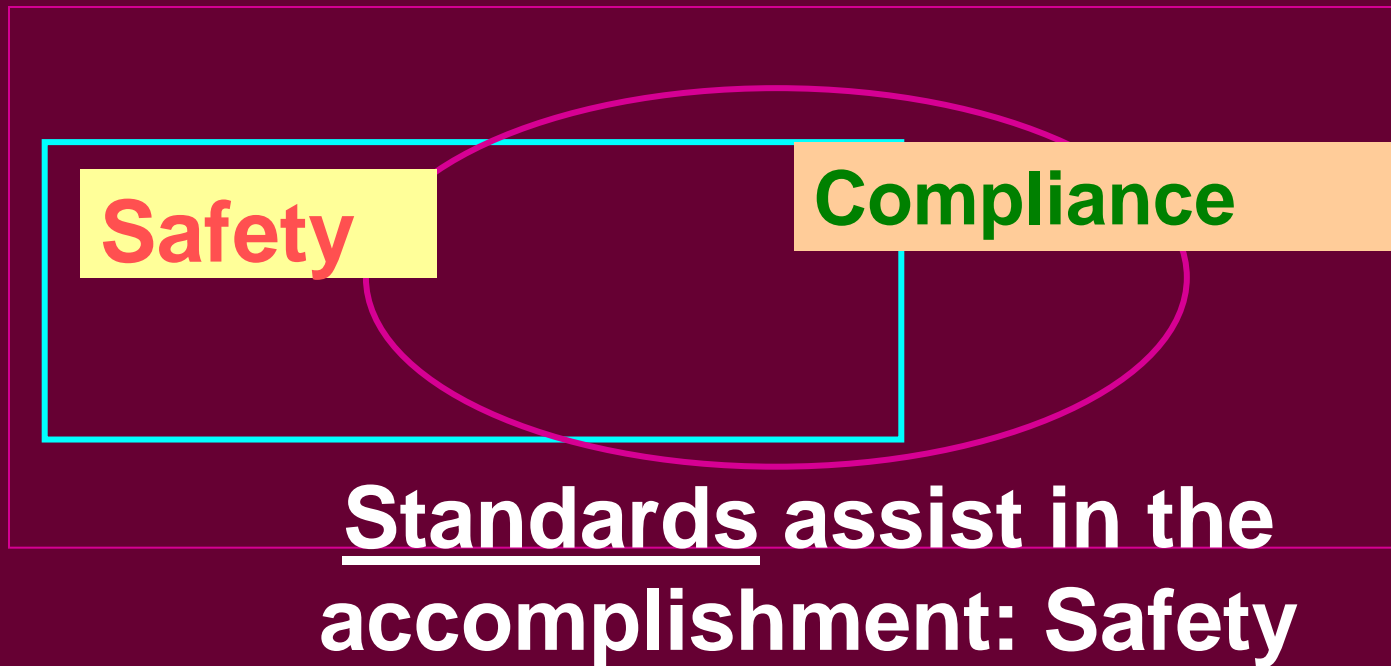 Safety
Compliance
Standards assist in the
accomplishment: Safety